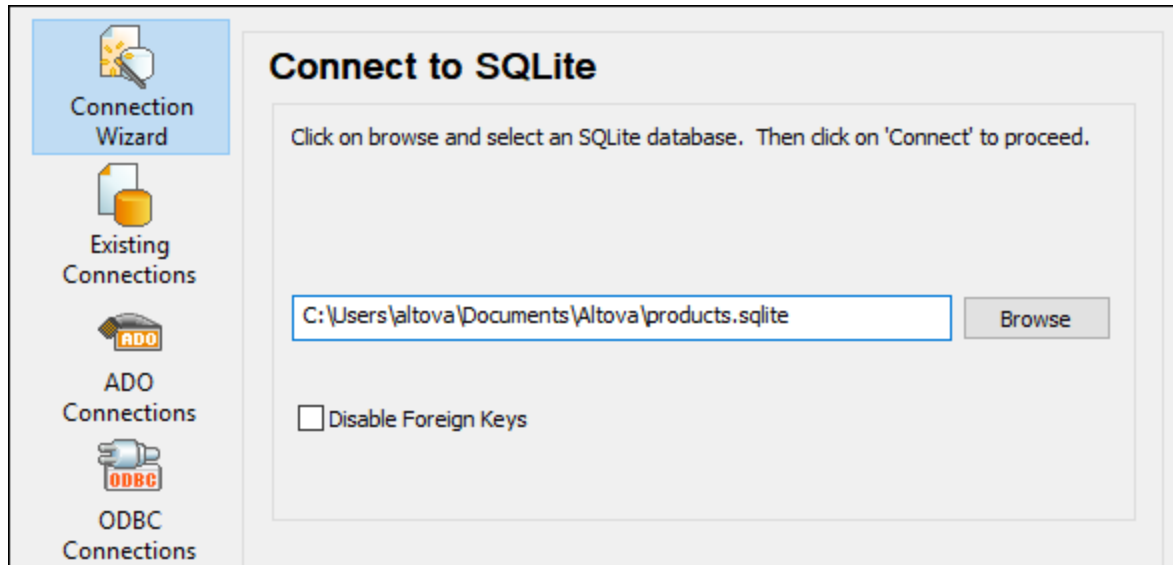 Connection
Wizard
Existing
Connections
ADO
ADO
Connections
ODBC
ODBC
Connections
Connect to SQLite
Click on browse and select an SQLite database.  Then click on 'Connect' to proceed.
C:\Users\altova\Documents\Altova\products.sqlite
Browse
Disable Foreign Keys